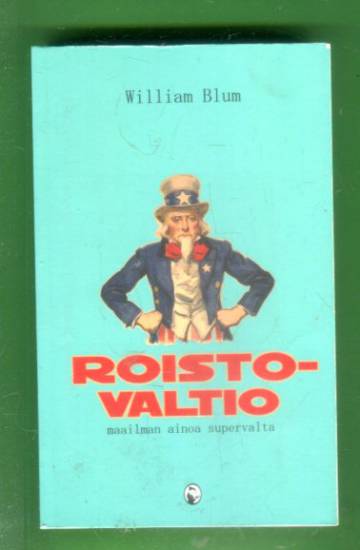 William Blum
ROISTO-
VALTIO
maailman ainoa supervalta